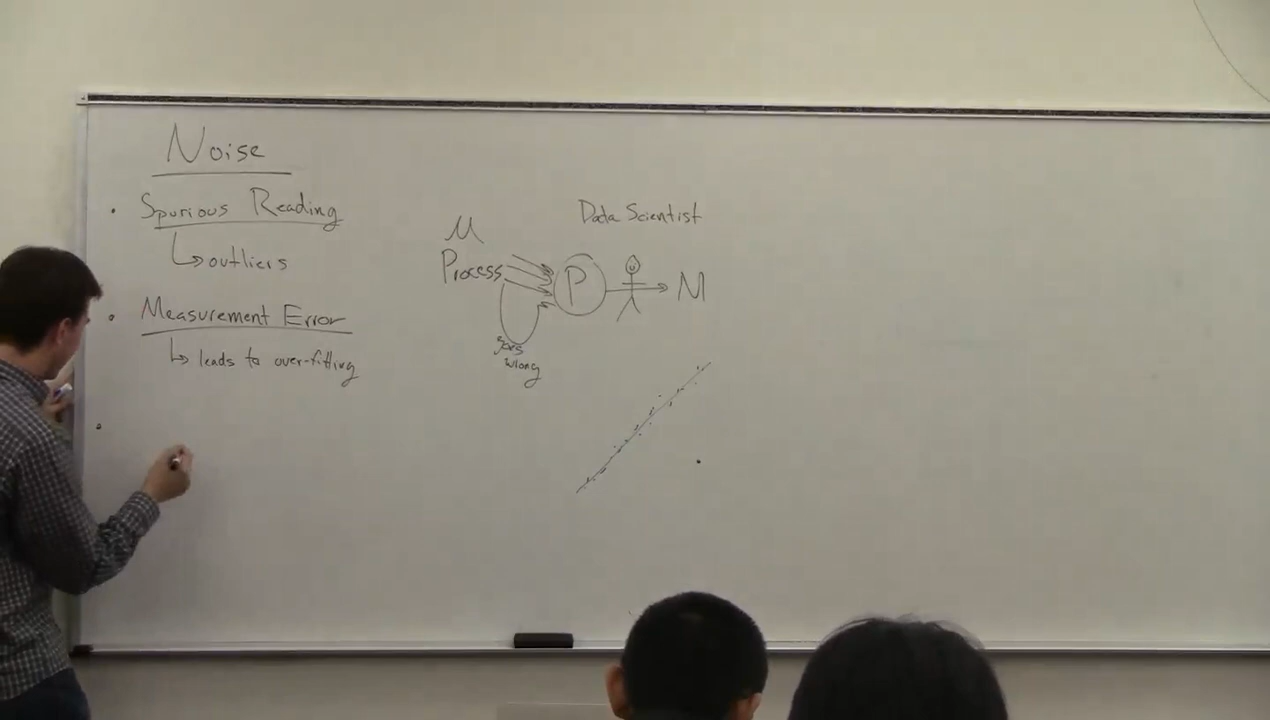 Noise
• Spurious Reading
↳ outliers
• Measurement Error
↳ leads to over-fitting
•
Data Scientist
M
Process
P
M
goes
wrong